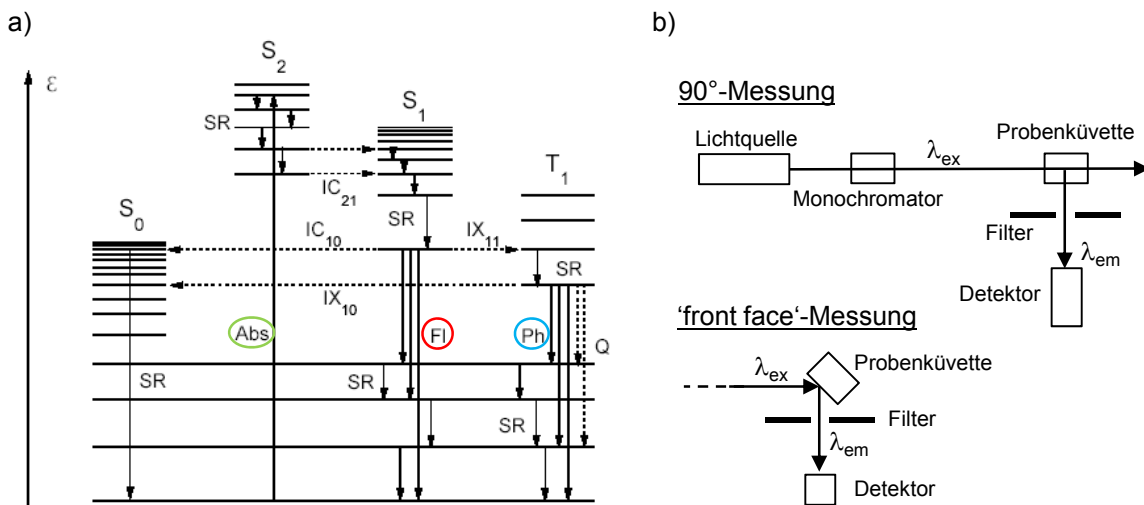 a)
ε
S2
S1
T1
S0
SR
IC21
SR
IC10
IX11
SR
IX10
Abs
Fl
Ph
Q
SR
SR
SR
b)
90°-Messung
Lichtquelle
Probenküvette
λex
Monochromator
Filter
λem
Detektor
‘front face‘-Messung
λex
Probenküvette
Filter
λem
Detektor